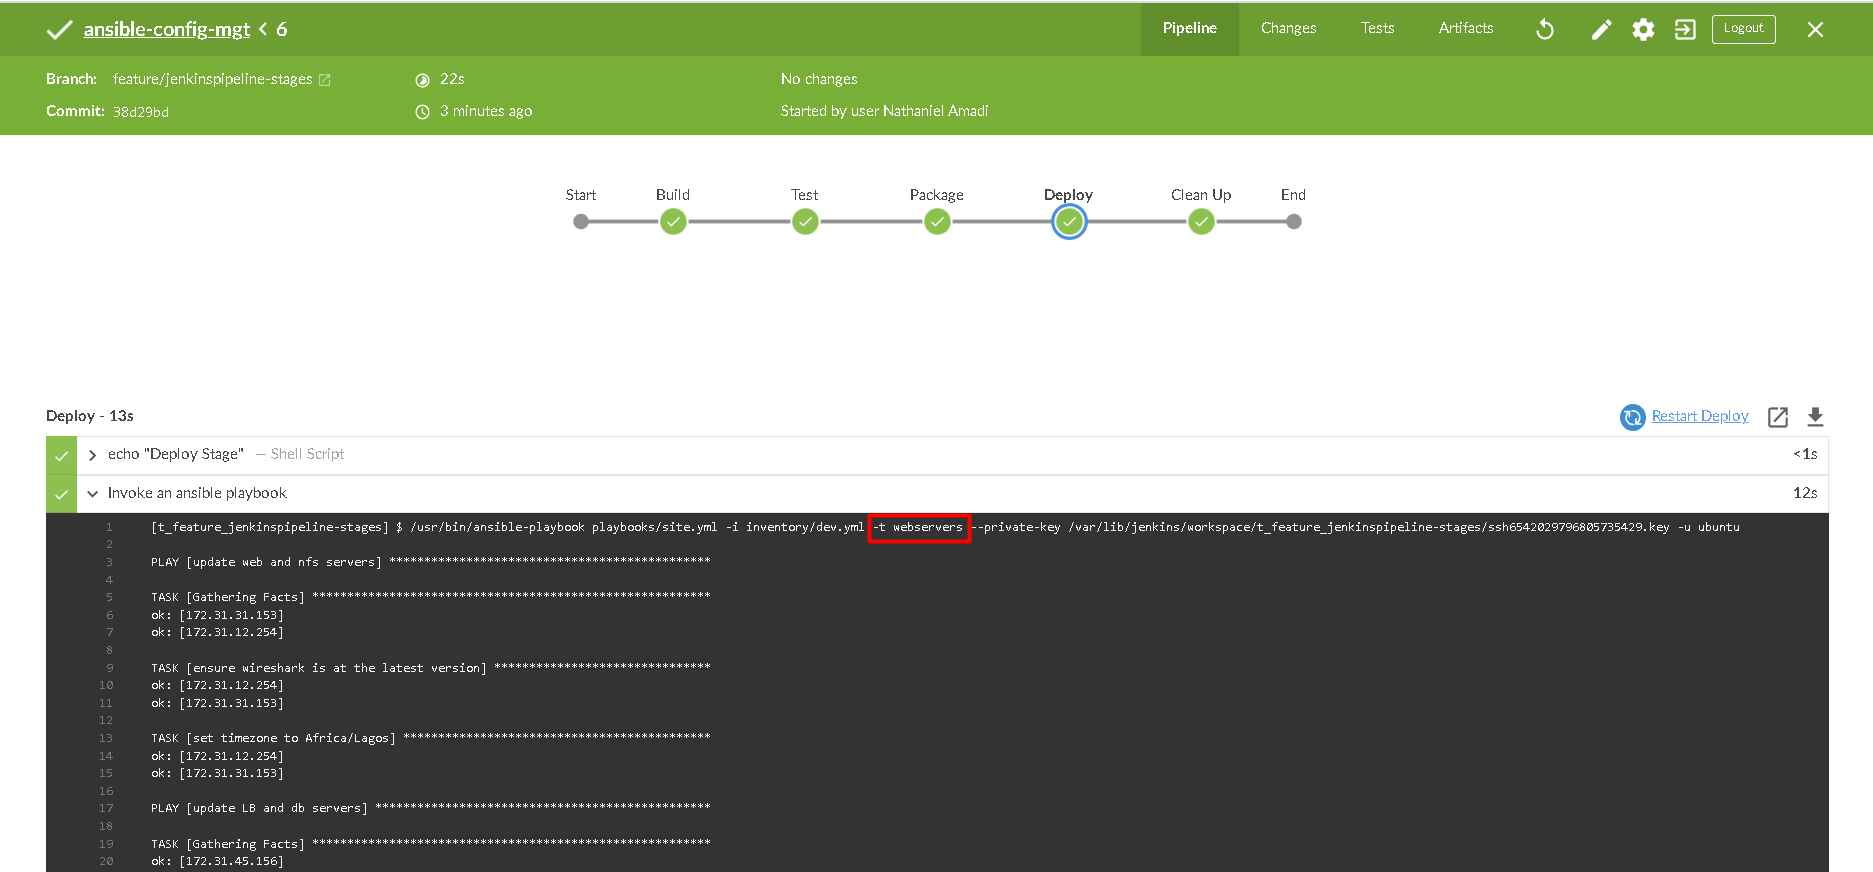 ansible-config-mgt < 6
Pipeline
Changes
Tests
Artifacts
Logout
Branch: feature/jenkinspipeline-stages
22s
No changes
Commit: 38d29bd
3 minutes ago
Started by user Nathaniel Amadi
Start
Build
Test
Package
Deploy
Clean Up
End
Deploy - 13s
Restart Deploy
echo "Deploy Stage" — Shell Script
<1s
Invoke an ansible playbook
12s
1 [t_feature_jenkinspipeline-stages] $ /usr/bin/ansible-playbook playbooks/site.yml -i inventory/dev.yml -t webservers --private-key /var/lib/jenkins/workspace/t_feature_jenkinspipeline-stages/ssh6542029796805735429.key -u ubuntu
2
3 PLAY [update web and nfs servers] **********************************************
4
5 TASK [Gathering Facts] *********************************************************
6 ok: [172.31.31.153]
7 ok: [172.31.12.254]
8
9 TASK [ensure wireshark is at the latest version] *******************************
10 ok: [172.31.12.254]
11 ok: [172.31.31.153]
12
13 TASK [set timezone to Africa/Lagos] ********************************************
14 ok: [172.31.12.254]
15 ok: [172.31.31.153]
16
17 PLAY [update LB and db servers] ************************************************
18
19 TASK [Gathering Facts] *********************************************************
20 ok: [172.31.45.156]